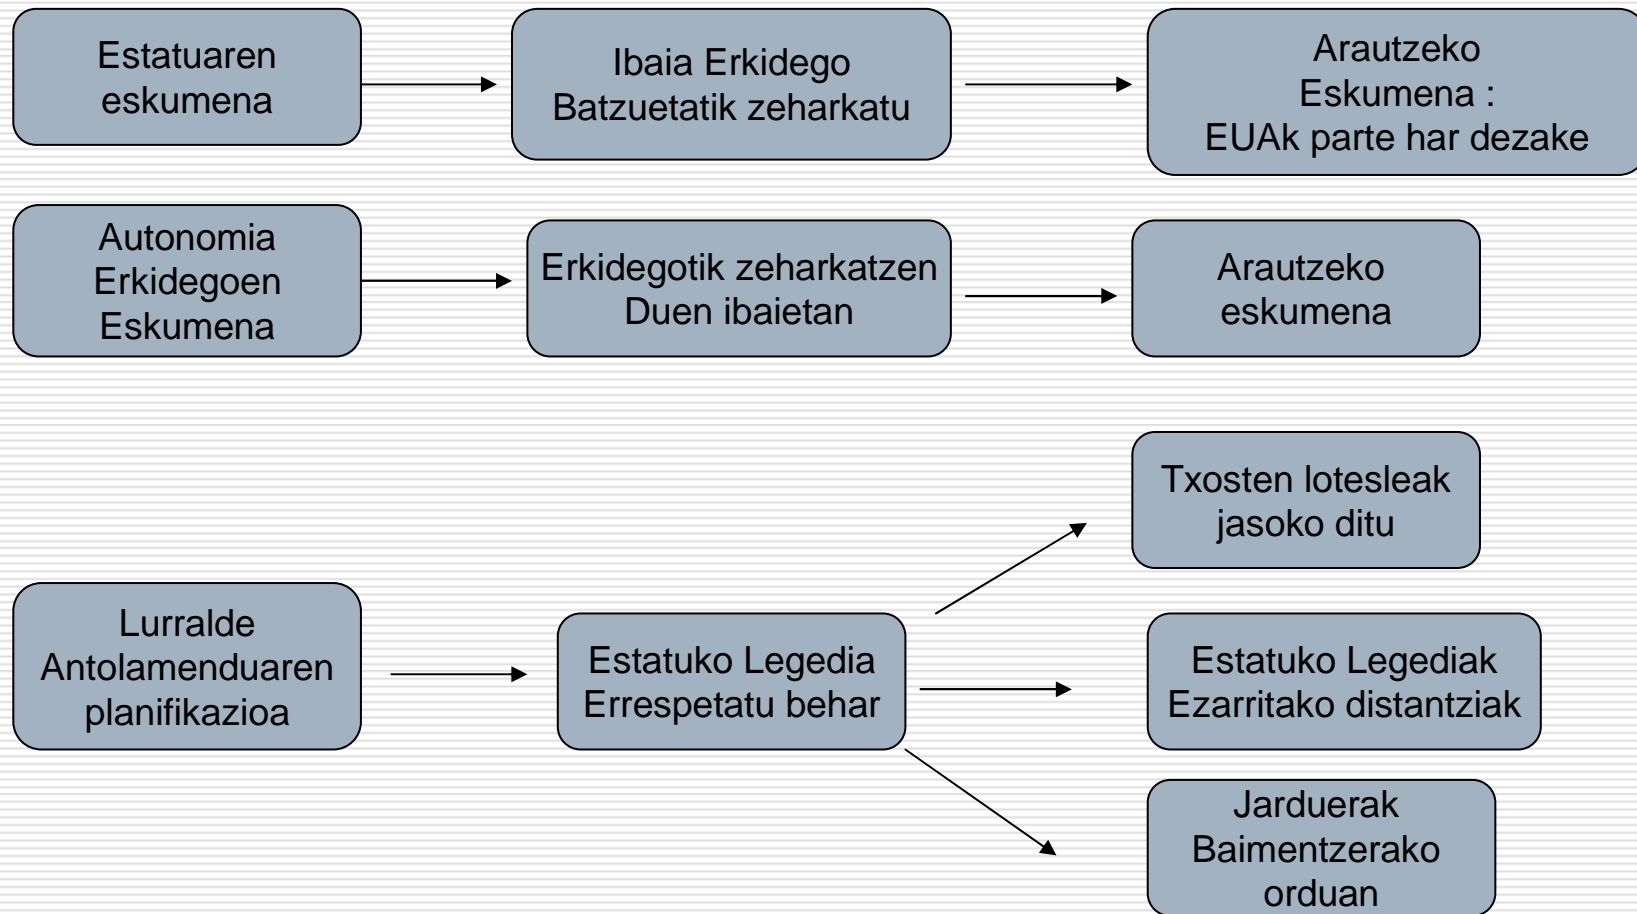 Estatuaren
eskumena
Ibaia Erkidego
Batzuetatik zeharkatu
Arautzeko
Eskumena :
EUAk parte har dezake
Autonomia
Erkidegoen
Eskumena
Erkidegotik zeharkatzen
Duen ibaietan
Arautzeko
eskumena
Lurralde
Antolamenduaren
planifikazioa
Estatuko Legedia
Errespetatu behar
Txosten lotesleak
jasoko ditu
Estatuko Legediak
Ezarritako distantziak
Jarduerak
Baimentzerako
orduan